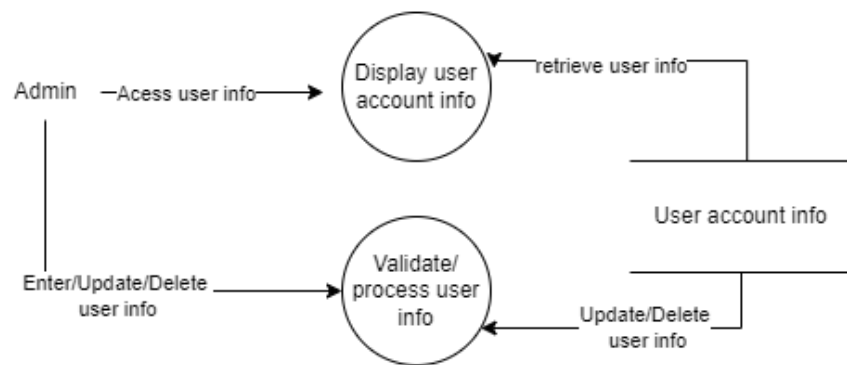 Display user
account info
retrieve user info
Admin
Acess user info
User account info
Validate/
process user
info
Enter/Update/Delete
user info
Update/Delete
user info